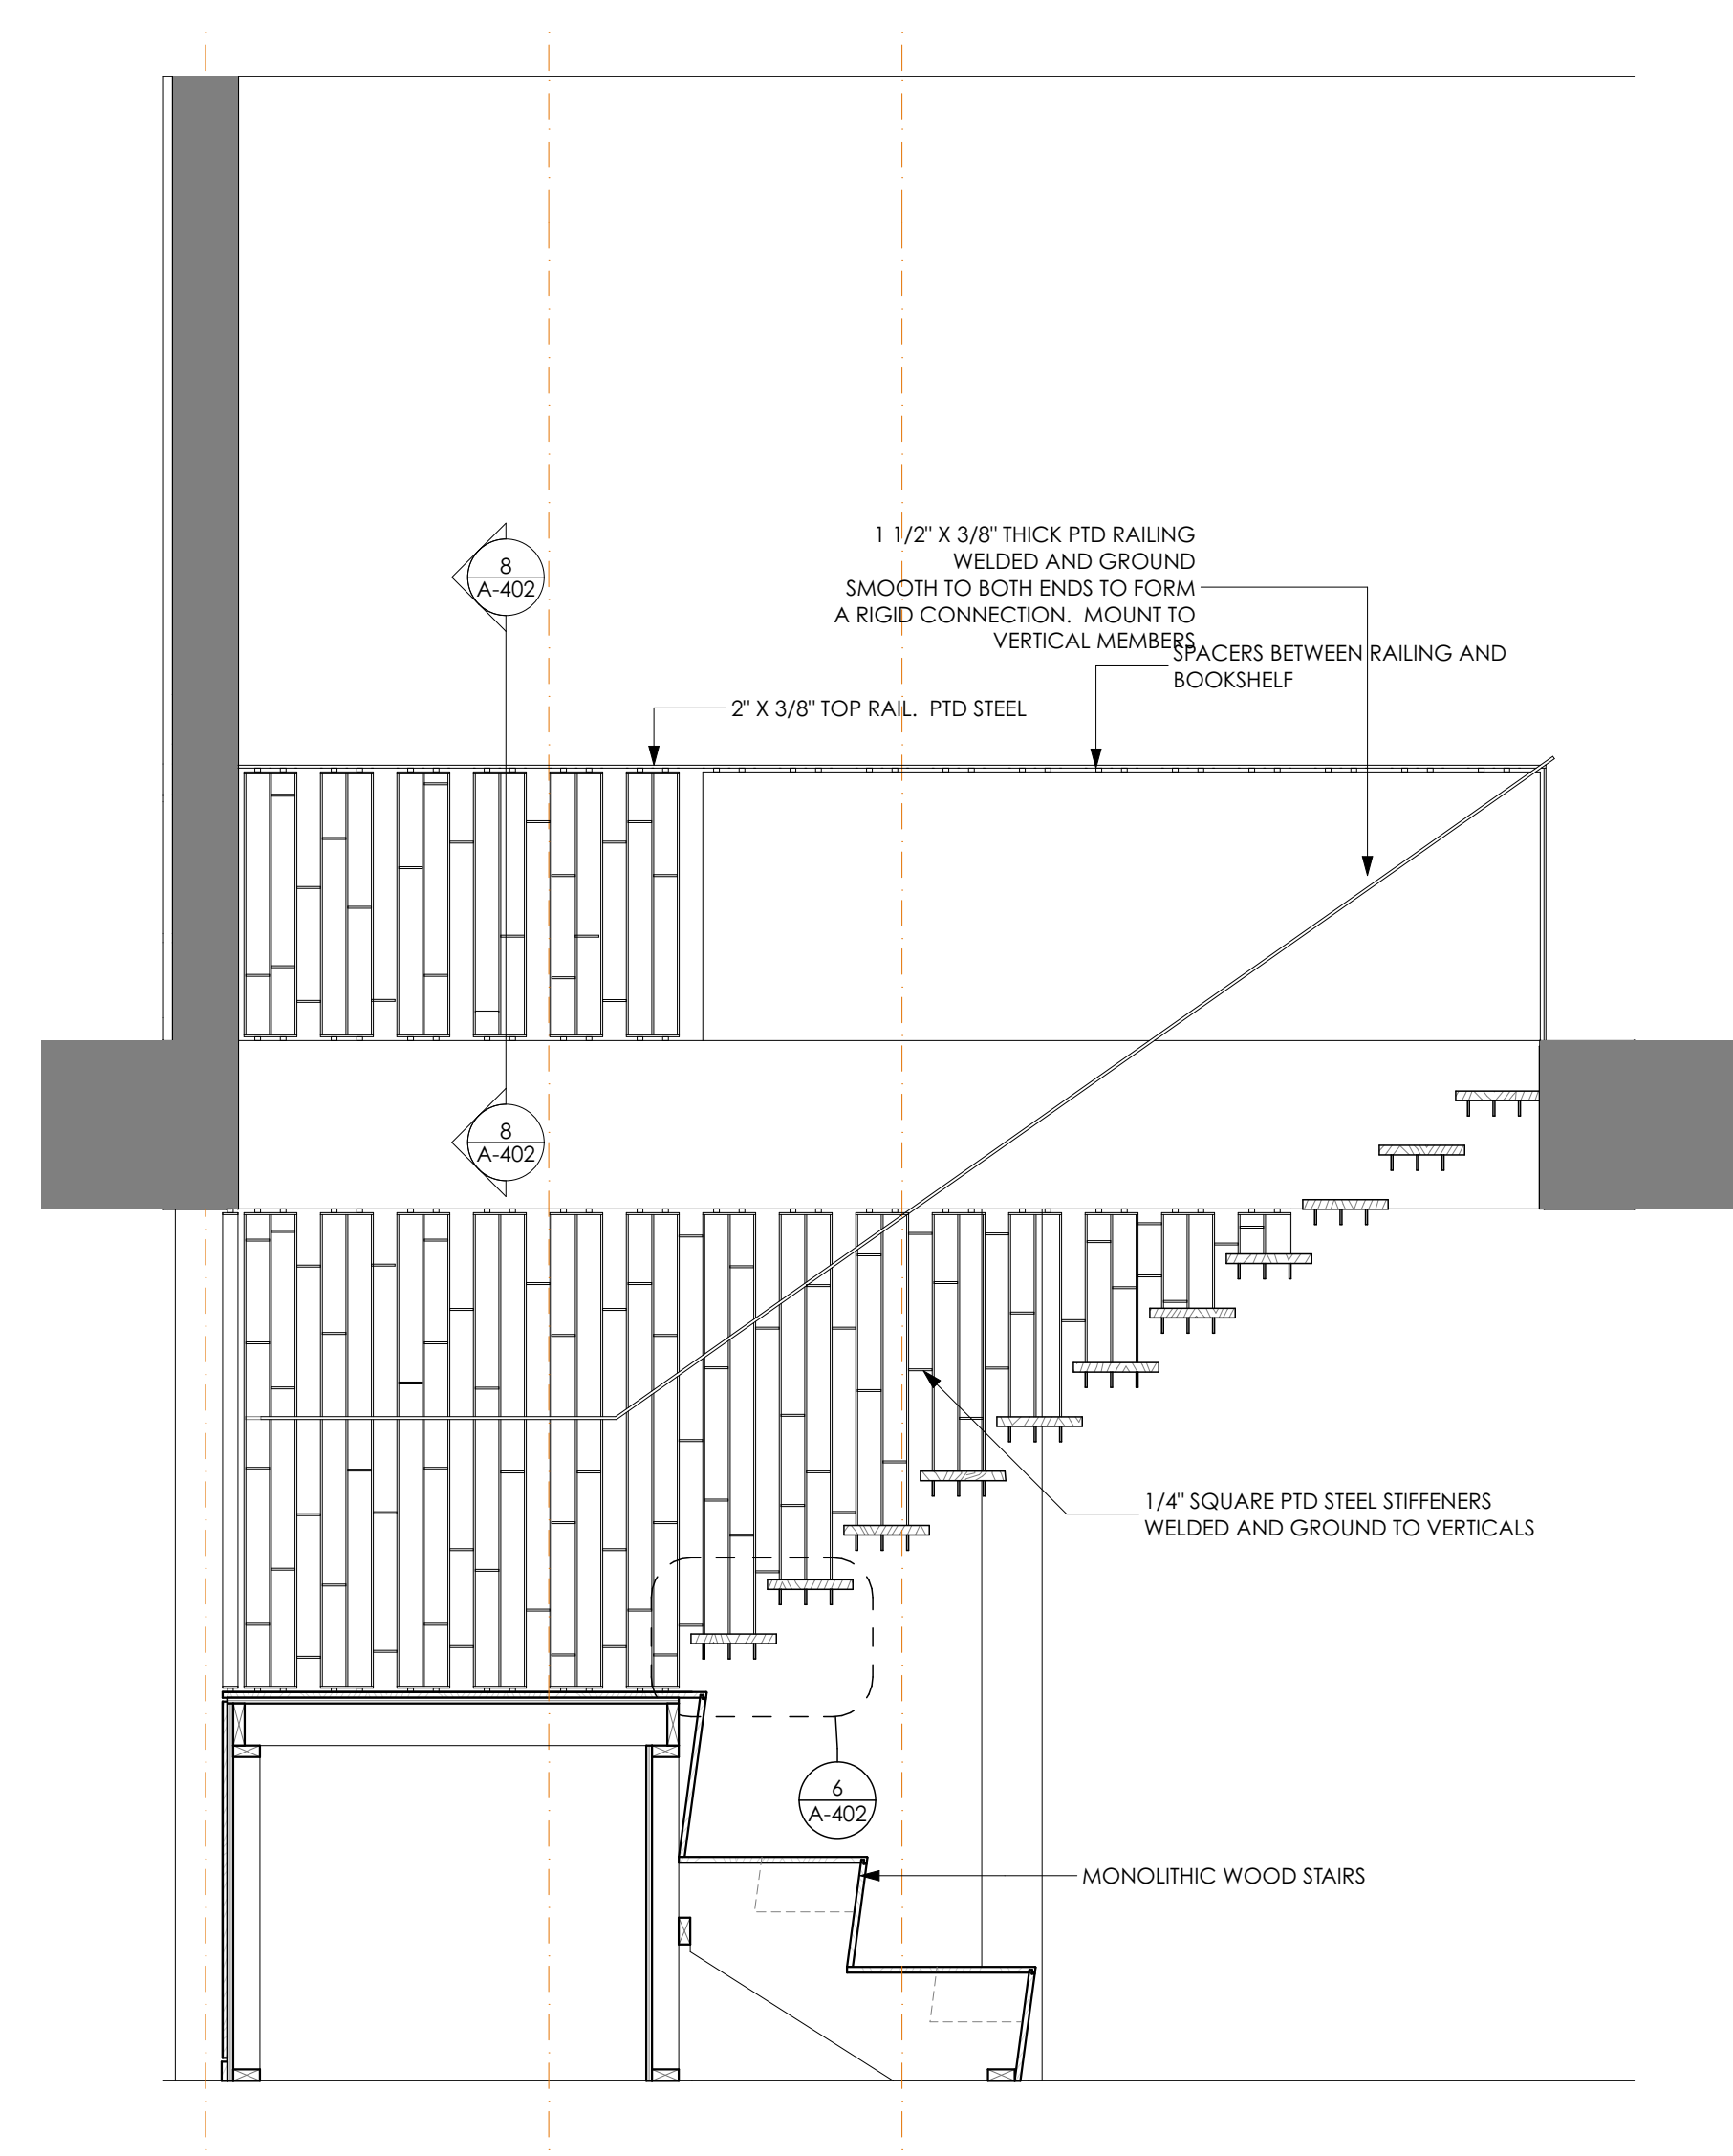 8
A-402
1 1/2" X 3/8" THICK PTD RAILING
WELDED AND GROUND
SMOOTH TO BOTH ENDS TO FORM
A RIGID CONNECTION.  MOUNT TO
VERTICAL MEMBERS
SPACERS BETWEEN RAILING AND
BOOKSHELF
2" X 3/8" TOP RAIL.  PTD STEEL
8
A-402
1/4" SQUARE PTD STEEL STIFFENERS
WELDED AND GROUND TO VERTICALS
6
A-402
MONOLITHIC WOOD STAIRS